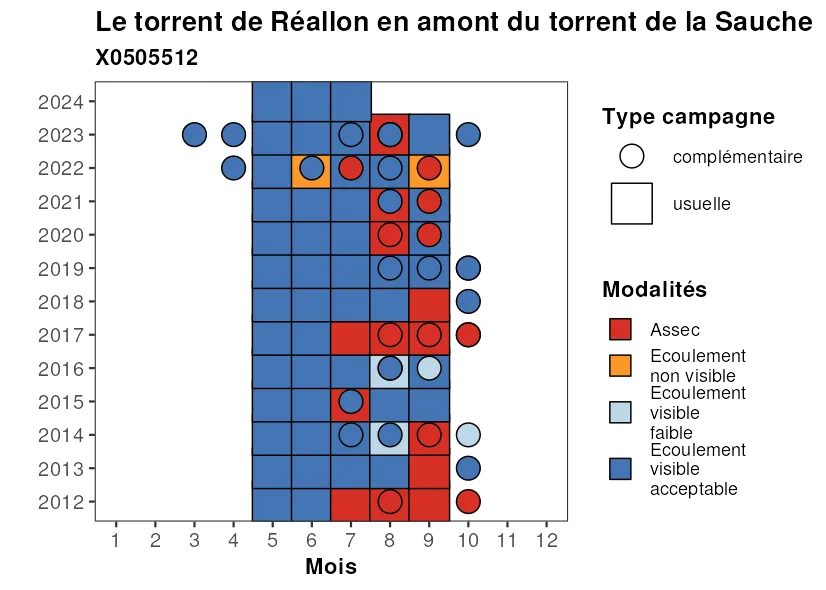 Le torrent de Réallon en amont du torrent de la Sauche
X0505512
2024
2023
2022
2021
2020
2019
2018
2017
2016
2015
2014
2013
2012
1 2 3 4 5 6 7 8 9 10 11 12
Mois
Type campagne
complémentaire
usuelle
Modalités
Assec
Ecoulement
non visible
Ecoulement
visible
faible
Ecoulement
visible
acceptable